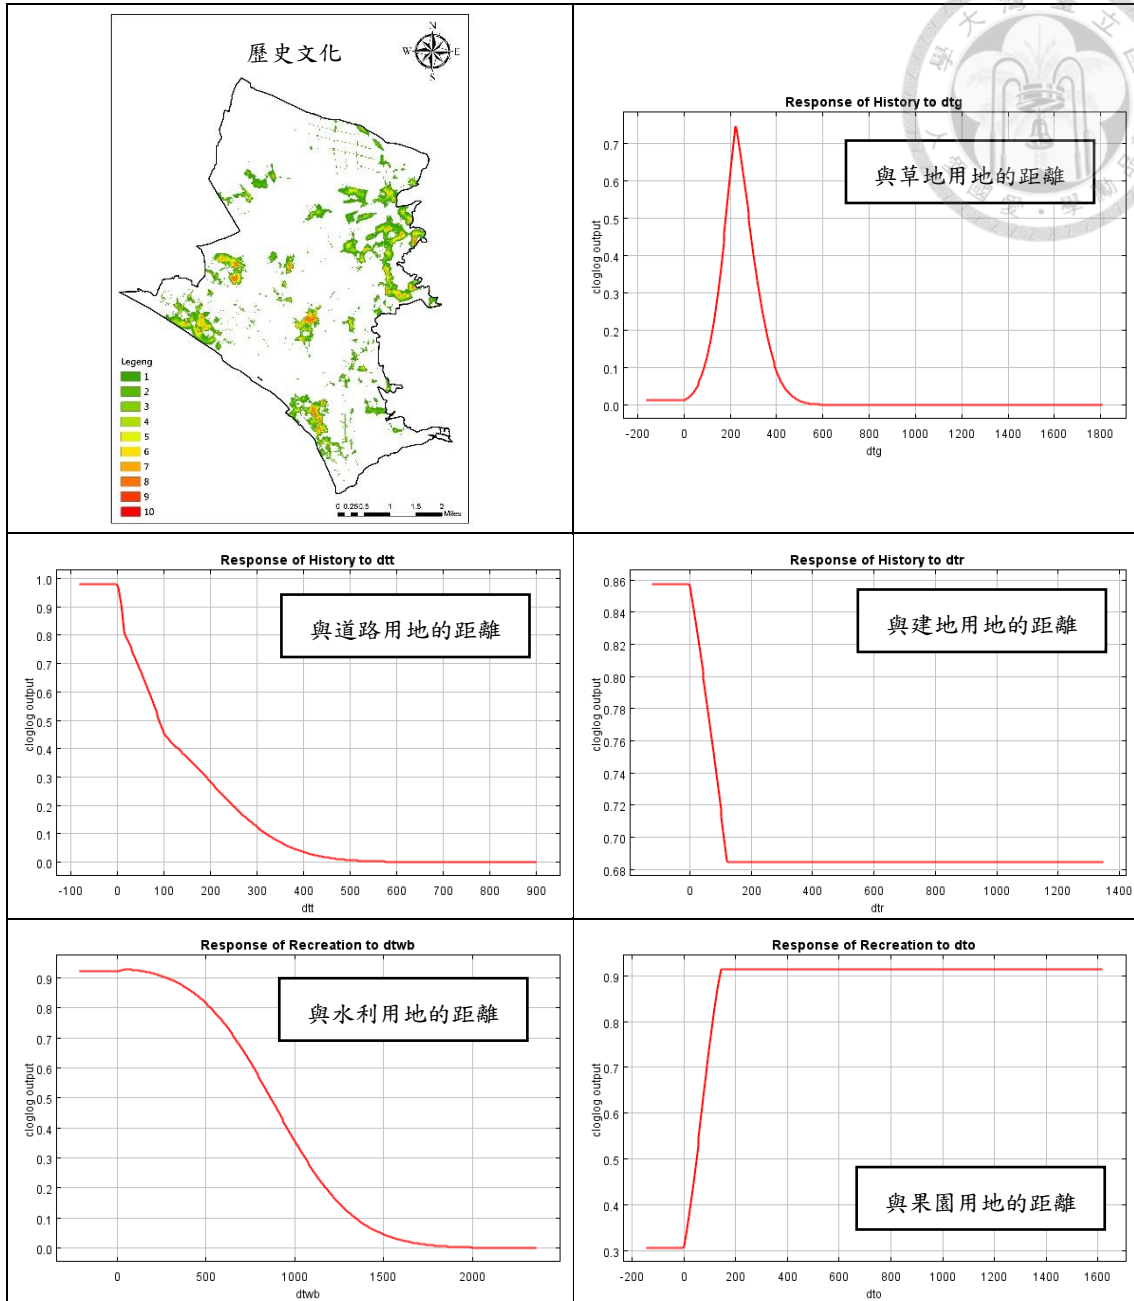 歷史文化
N
W E
S
Legeng
1
2
3
4
5
6
7
8
9
10
0 0.250.5 1 1.5 2
Miles
Response of History to dtg
與草地用地的距離
cloglog output
0.7
0.6
0.5
0.4
0.3
0.2
0.1
0.0
-200 0 200 400 600 800 1000 1200 1400 1600 1800
dtg
Response of History to dtt
與道路用地的距離
cloglog output
1.0
0.9
0.8
0.7
0.6
0.5
0.4
0.3
0.2
0.1
0.0
-100 0 100 200 300 400 500 600 700 800 900
dtt
Response of History to dtr
與建地用地的距離
cloglog output
0.86
0.84
0.82
0.80
0.78
0.76
0.74
0.72
0.70
0.68
0 200 400 600 800 1000 1200 1400
dtr
Response of Recreation to dtwb
與水利用地的距離
cloglog output
0.9
0.8
0.7
0.6
0.5
0.4
0.3
0.2
0.1
0.0
0 500 1000 1500 2000
dtwb
Response of Recreation to dto
與果園用地的距離
cloglog output
0.9
0.8
0.7
0.6
0.5
0.4
0.3
-200 0 200 400 600 800 1000 1200 1400 1600
dto